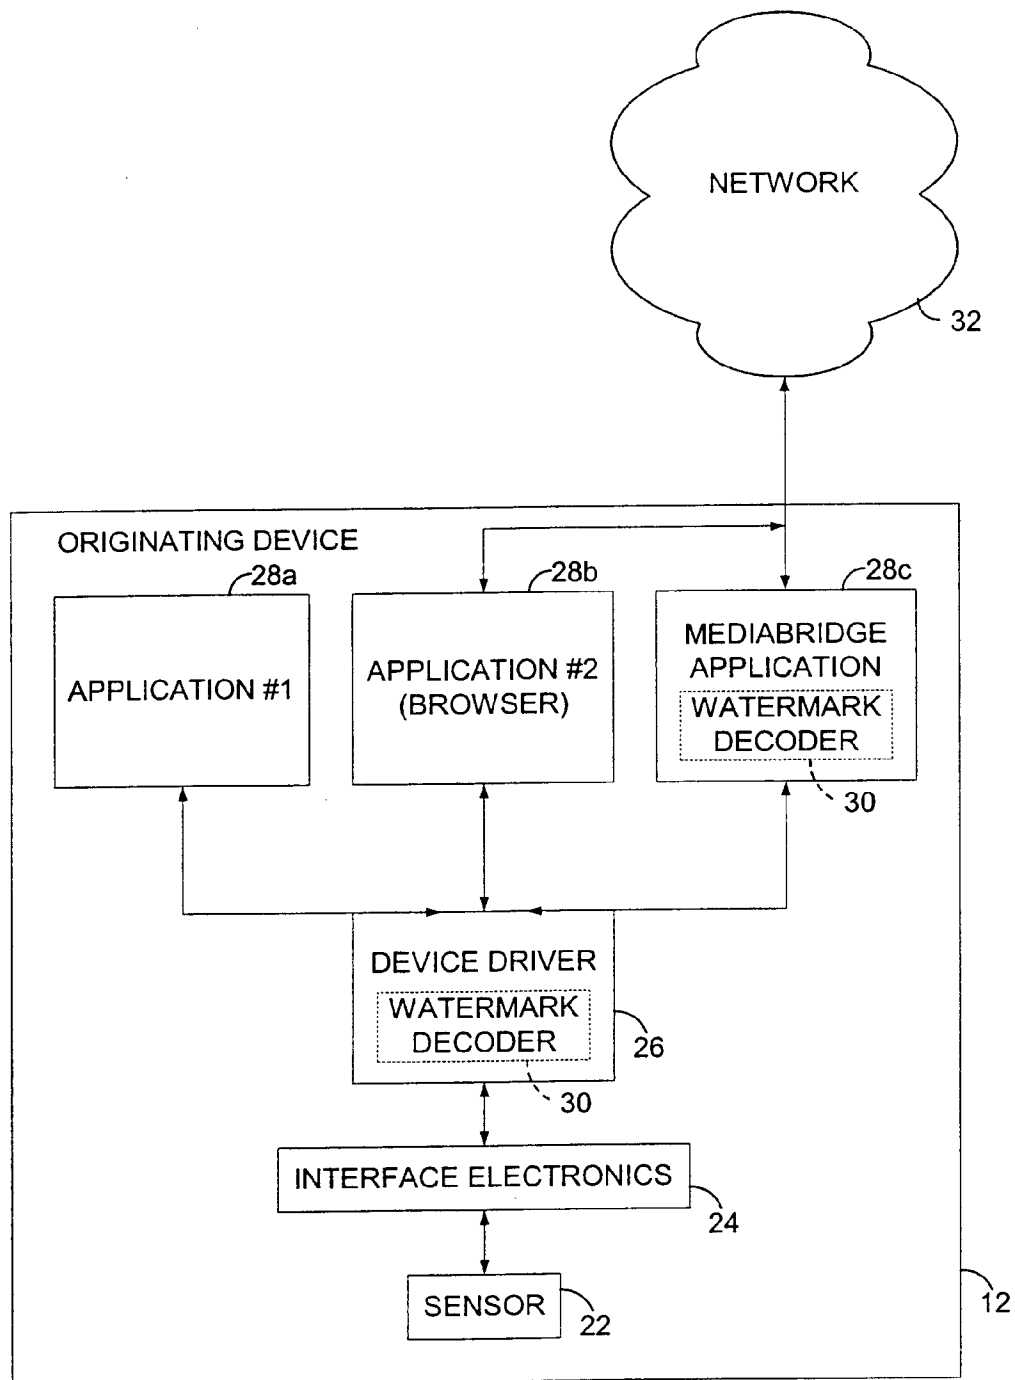 NETWORK
32
ORIGINATING DEVICE
28a
28b
28c
APPLICATION #1
APPLICATION #2
(BROWSER)
MEDIABRIDGE
APPLICATION
WATERMARK
DECODER
30
DEVICE DRIVER
WATERMARK
DECODER
26
30
INTERFACE ELECTRONICS
24
SENSOR
22
12